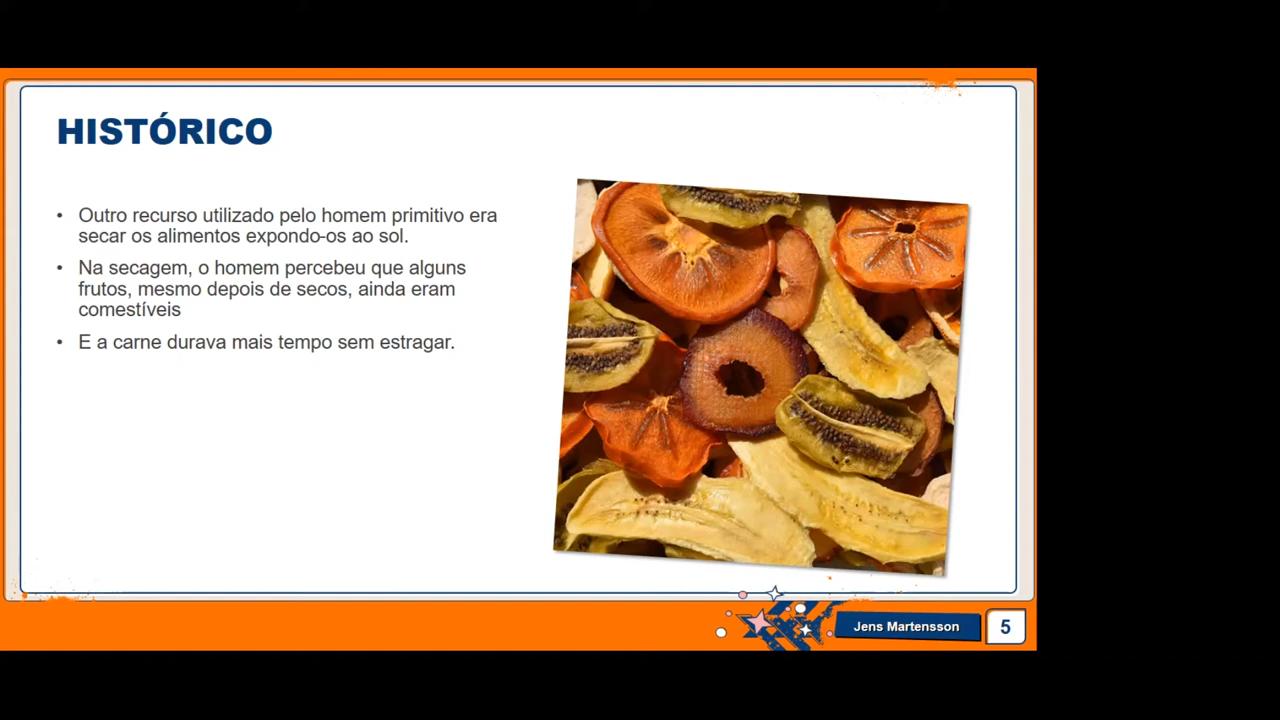 HISTÓRICO
• Outro recurso utilizado pelo homem primitivo era
secar os alimentos expondo-os ao sol.
• Na secagem, o homem percebeu que alguns
frutos, mesmo depois de secos, ainda eram
comestíveis
• E a carne durava mais tempo sem estragar.
Jens Martensson
5